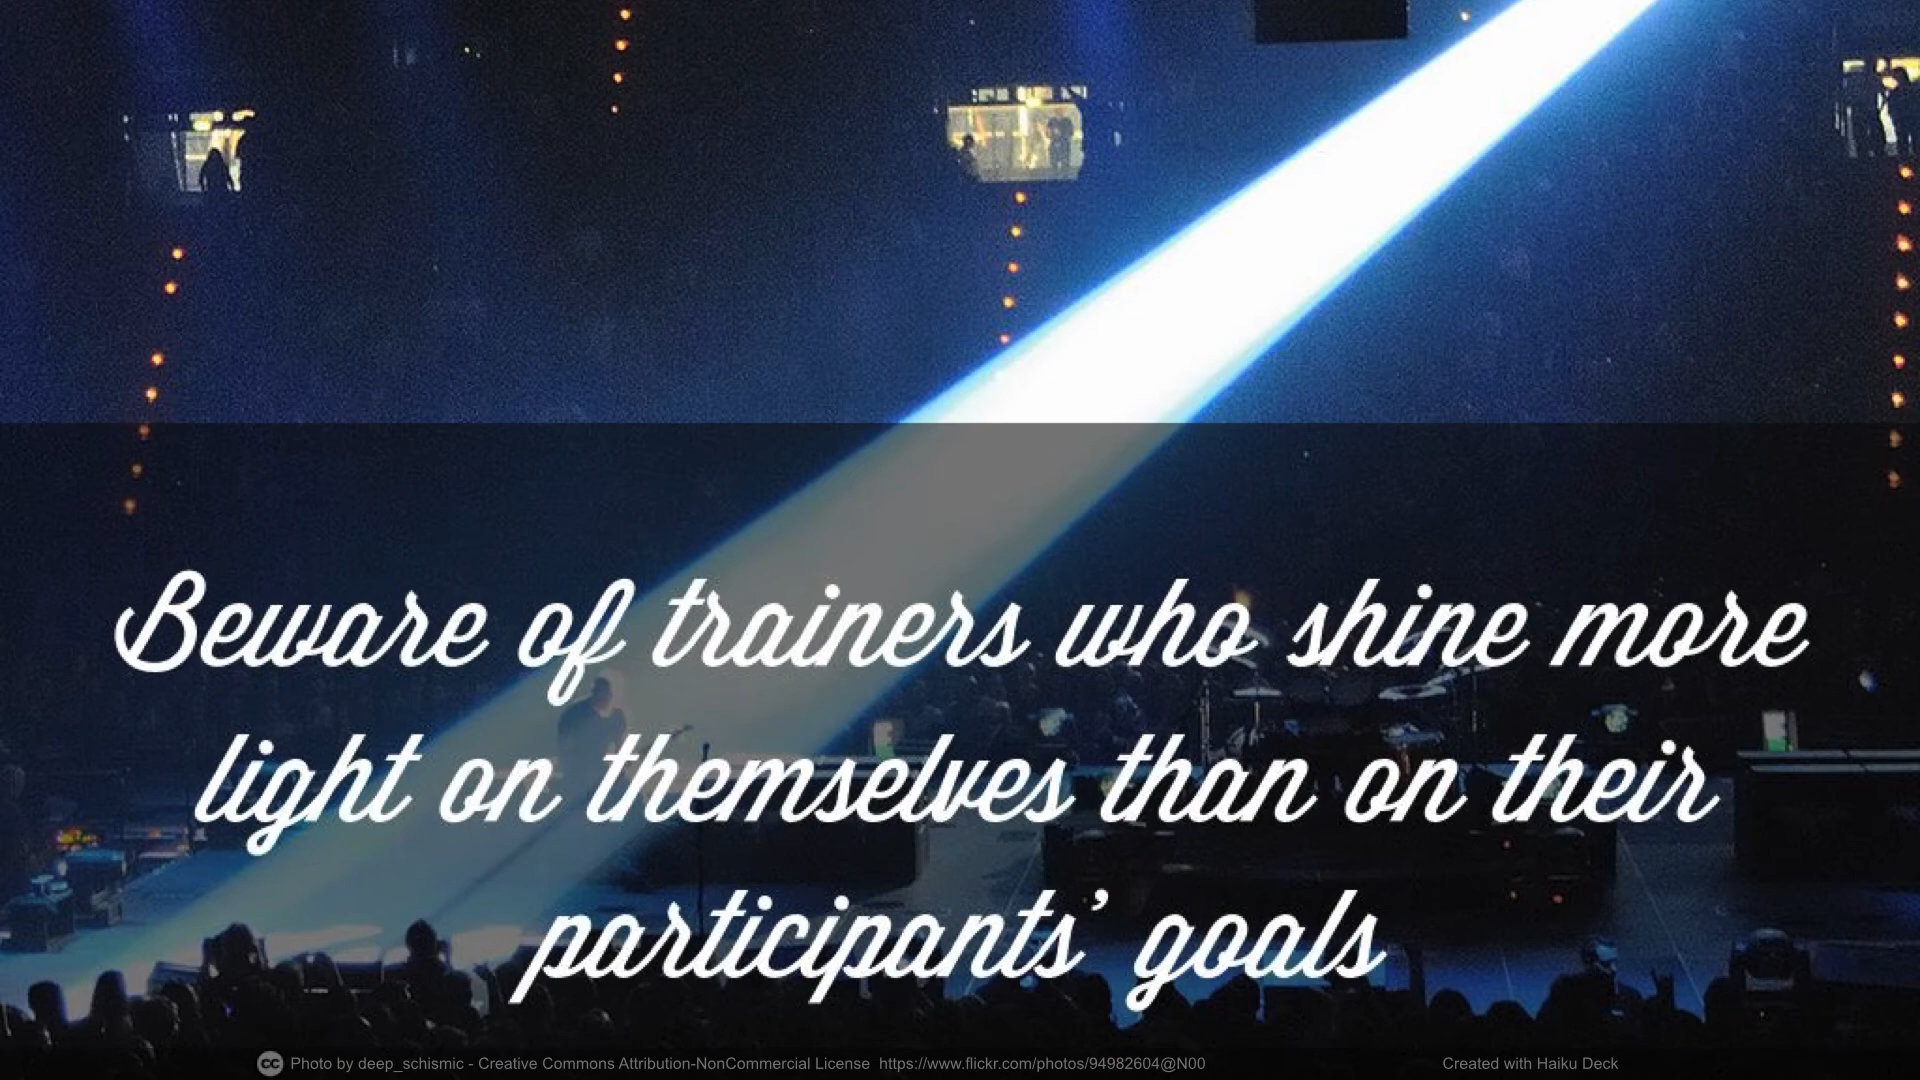 Beware of trainers who shine more
light on themselves than on their
participants' goals
cc Photo by deep_schismic - Creative Commons Attribution-NonCommercial License https://www.flickr.com/photos/94982604@N00
Created with Haiku Deck